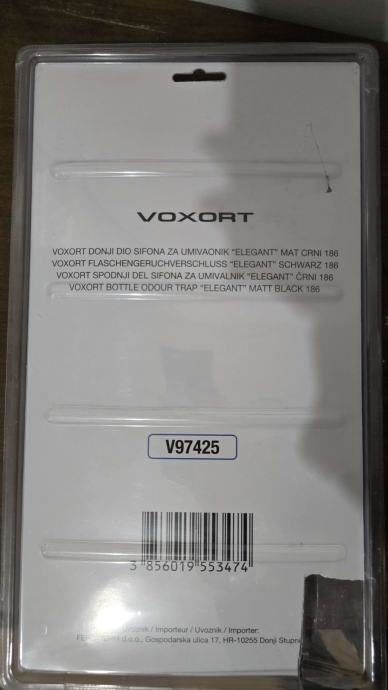 VOXORT
VOXORT DONJI DIO SIFONA ZA UMIVAONIK "ELEGANT" MAT CRNI 186
VOXORT FLASCHENGERUCHVERSCHLUSS "ELEGANT" SCHWARZ 186
VOXORT SPODNJI DEL SIFONA ZA UMIVALNIK "ELEGANT" ČRNI 186
VOXORT BOTTLE ODOUR TRAP "ELEGANT" MATT BLACK 186
V97425
3 856019 553474
/ Importeur / Uvoznik / Importer:
d.o.o., Gospodarska ulica 17, HR-10255 Donji